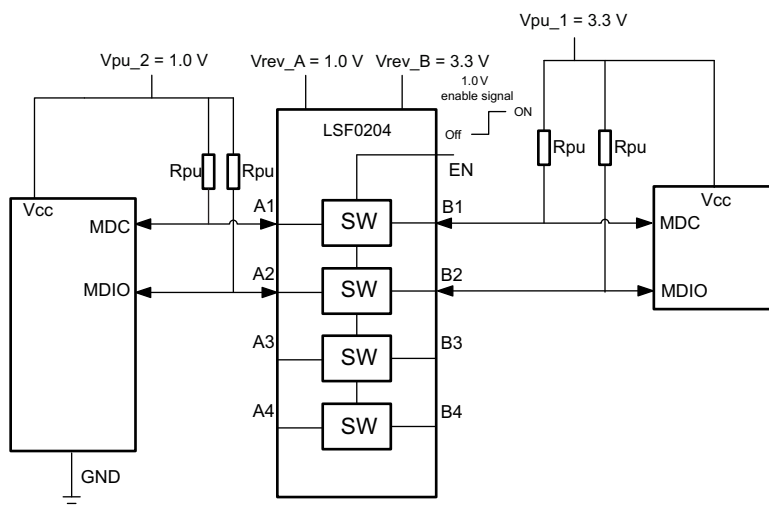 Vpu_1 = 3.3 V
Vpu_2 = 1.0 V
Vrev_A = 1.0 V
Vrev_B = 3.3 V
1.0 V
enable signal
ON
Off
LSF0204
EN
Rpu
Rpu
Rpu
Rpu
Vcc
MDC
MDIO
GND
A1
SW
B1
A2
SW
B2
A3
SW
B3
A4
SW
B4
Vcc
MDC
MDIO